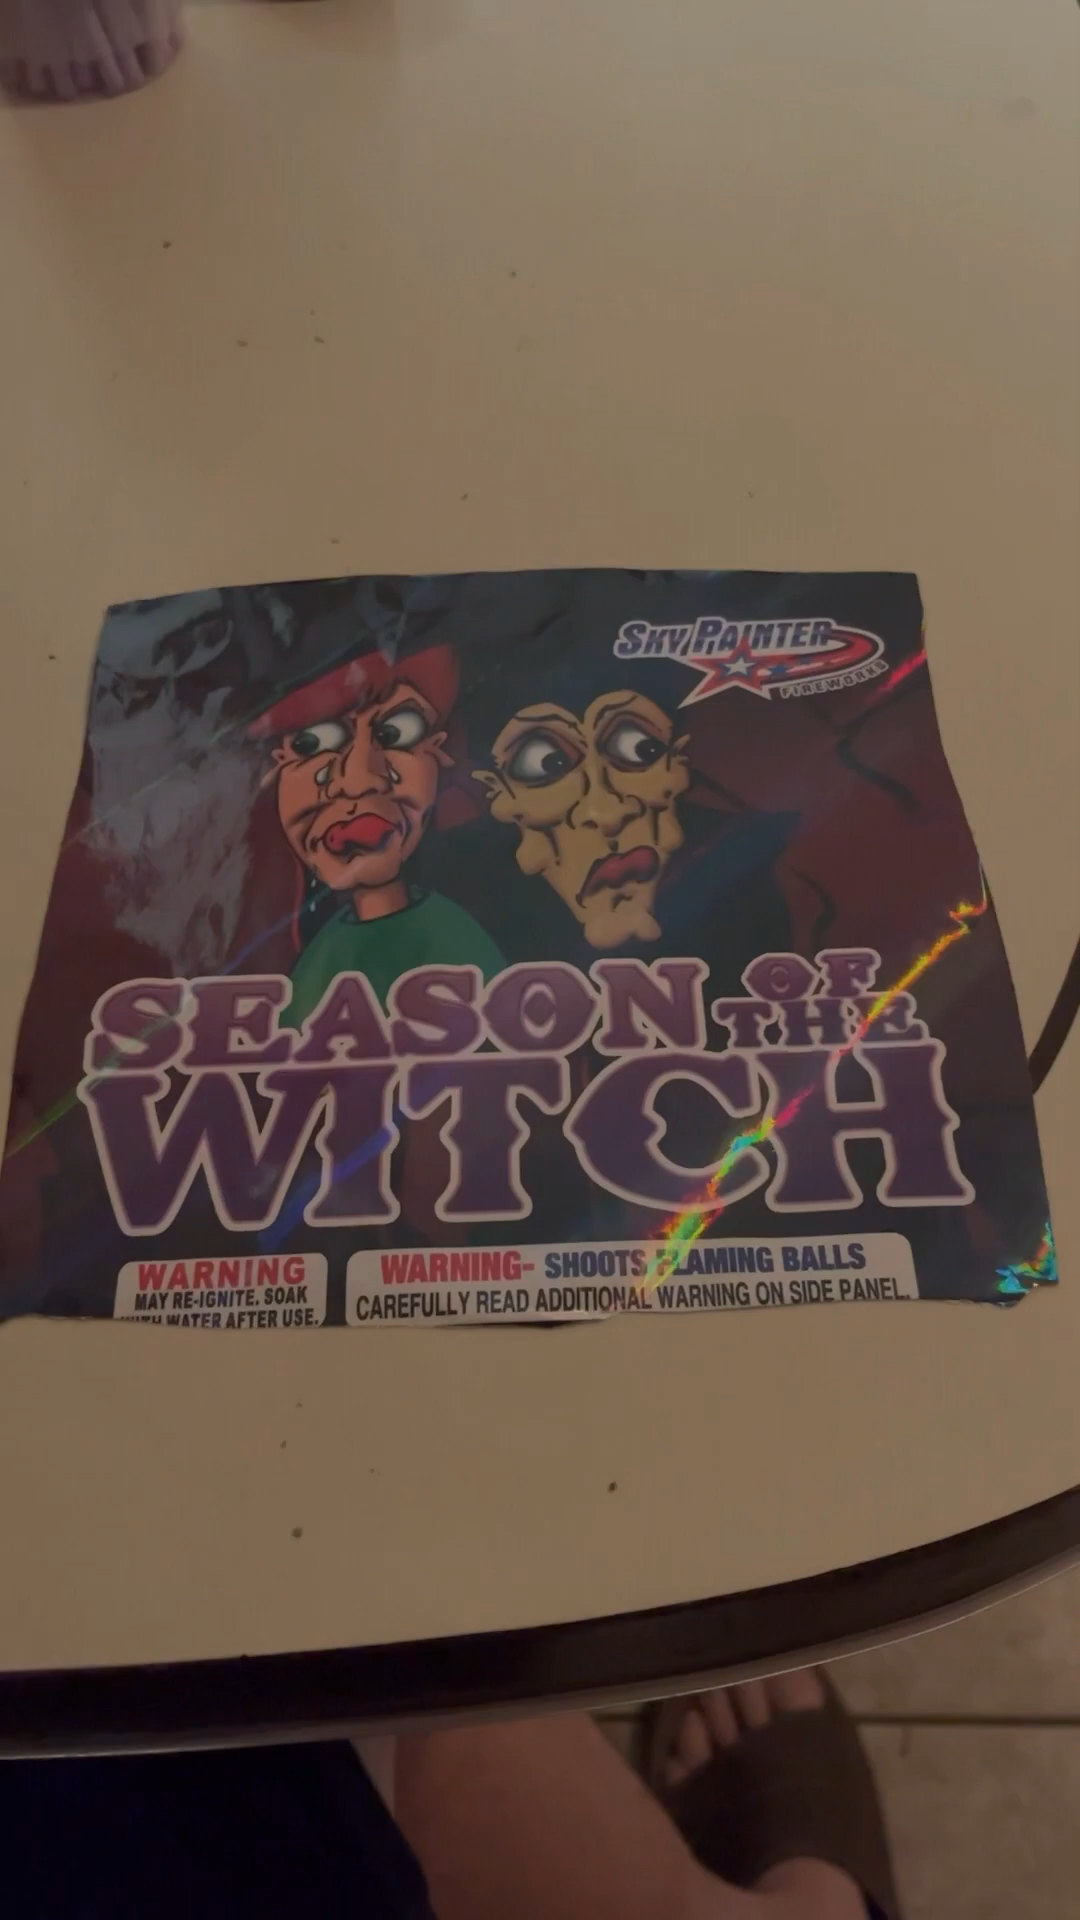 SKY PAINTER
FIREWORKS
SEASON OF
THE
WITCH
WARNING
MAY RE-IGNITE. SOAK
WITH WATER AFTER USE.
WARNING- SHOOTS FLAMING BALLS
CAREFULLY READ ADDITIONAL WARNING ON SIDE PANEL.